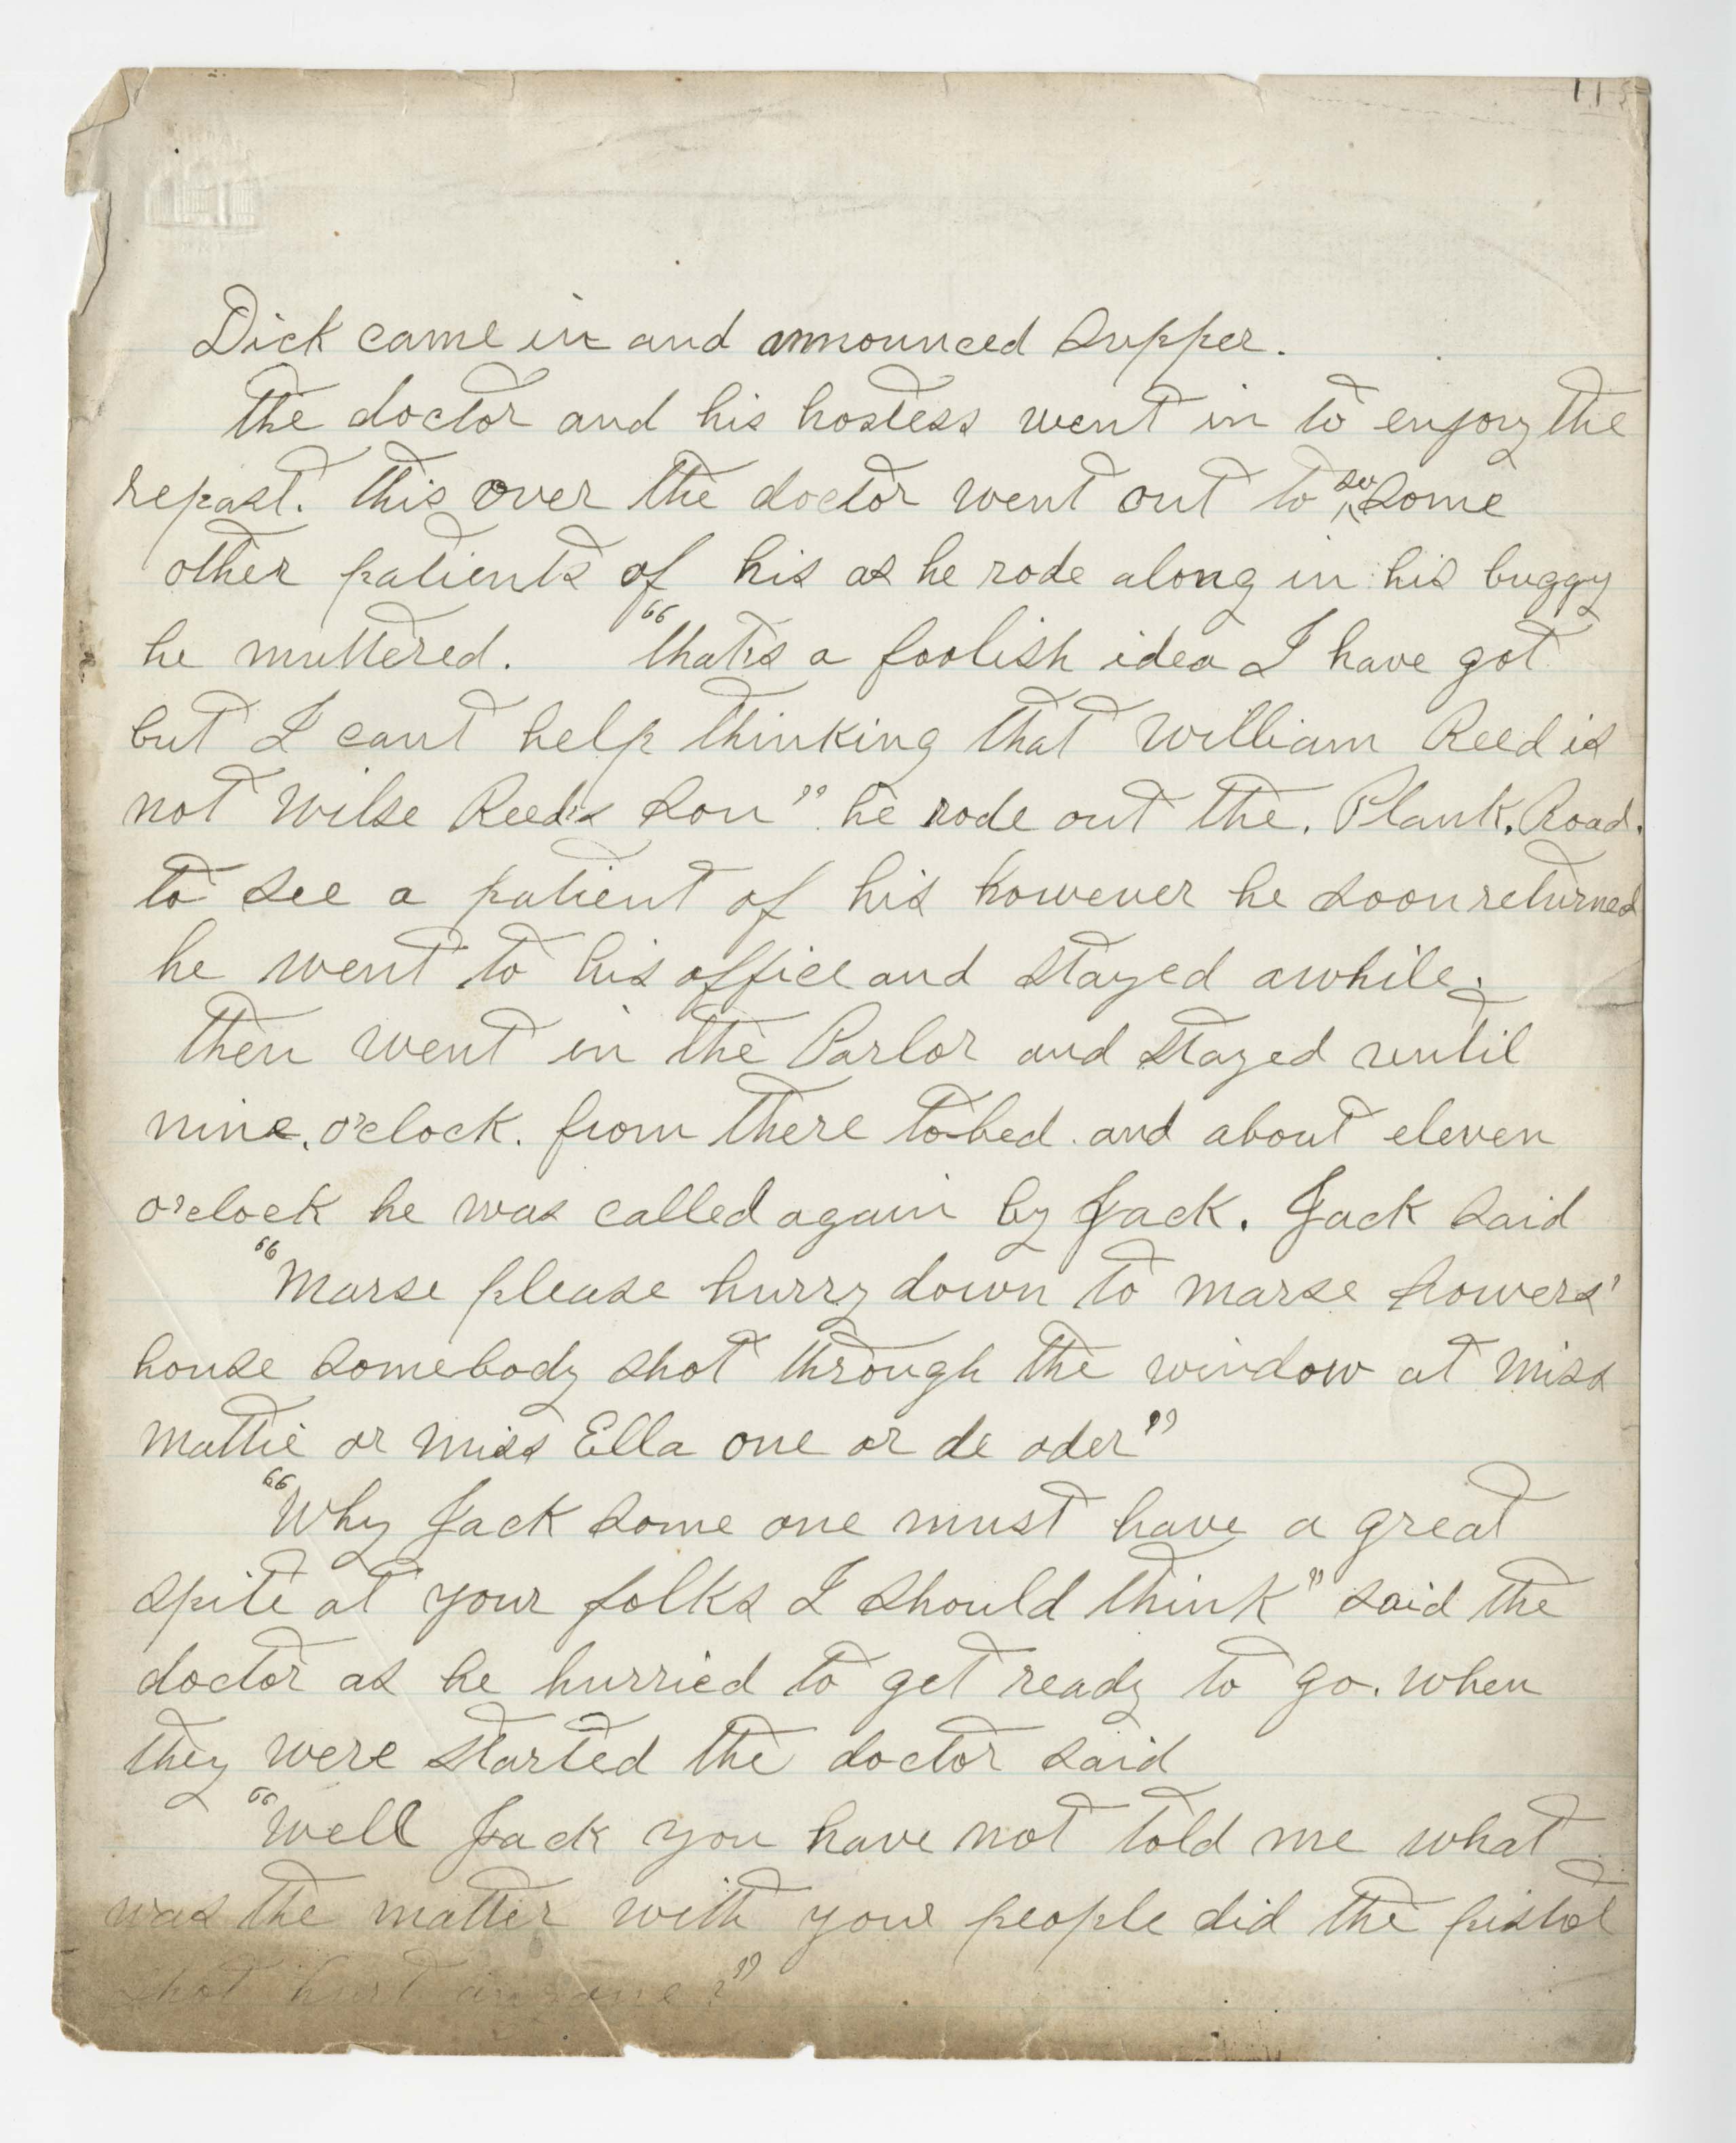 115
Dick came in and announced supper.
the doctor and his hostess went in to enjoy the
repast. this over the doctor went out to see some
other patients of his as he rode along in his buggy
he muttered. "that's a foolish idea I have got
but I cant help thinking that William Reed is
not Wilse Reed's son" he rode out the. Plank. Road.
to see a patient of his however he soon returned
he went to his office and stayed awhile.
then went in the Parlor and stayed until
nine. o'clock. from there to bed. and about eleven
o'clock he was called again by Jack. Jack said
"Marse please hurry down to marse howers'
house somebody shot through the window at miss
mattie or miss Ella one or de oder"
"Why Jack some one must have a great
spite at your folks I should think" said the
doctor as he hurried to get ready to go. when
they were started the doctor said
"Well Jack you have not told me what
was the matter with your people did the pistol
shot hurt anyone?"